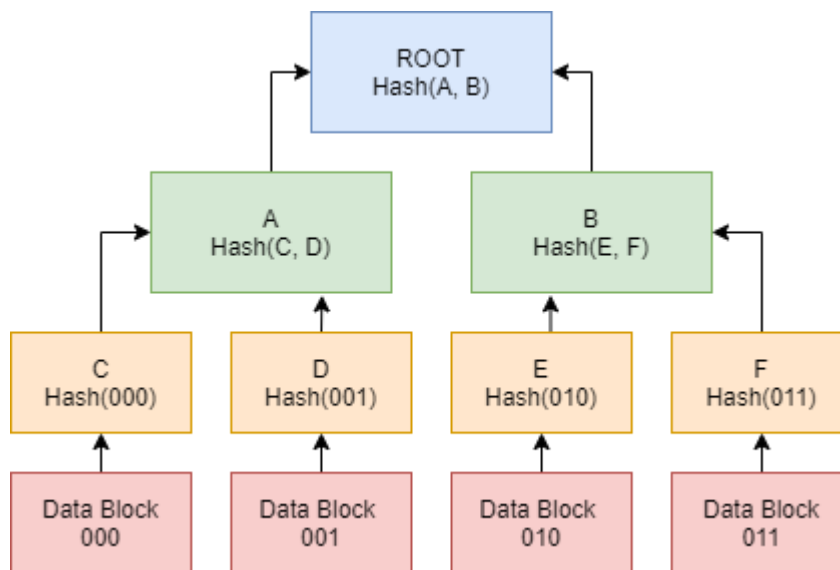 ROOT
Hash(A, B)
A
Hash(C, D)
B
Hash(E, F)
C
Hash(000)
D
Hash(001)
E
Hash(010)
F
Hash(011)
Data Block
000
Data Block
001
Data Block
010
Data Block
011